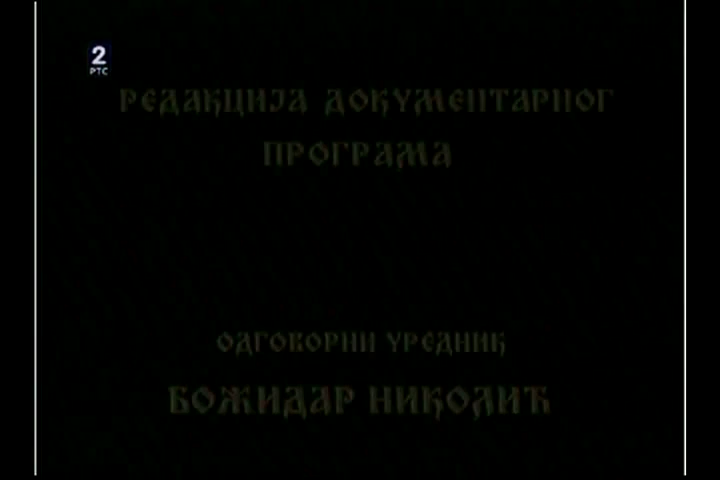 2
РТС
РЕДАКЦИЈА ДОКУМЕНТАРНОГ
ПРОГРАМА
ОДГОВОРНИ УРЕДНИК
БОЖИДАР НИКОЛИЋ